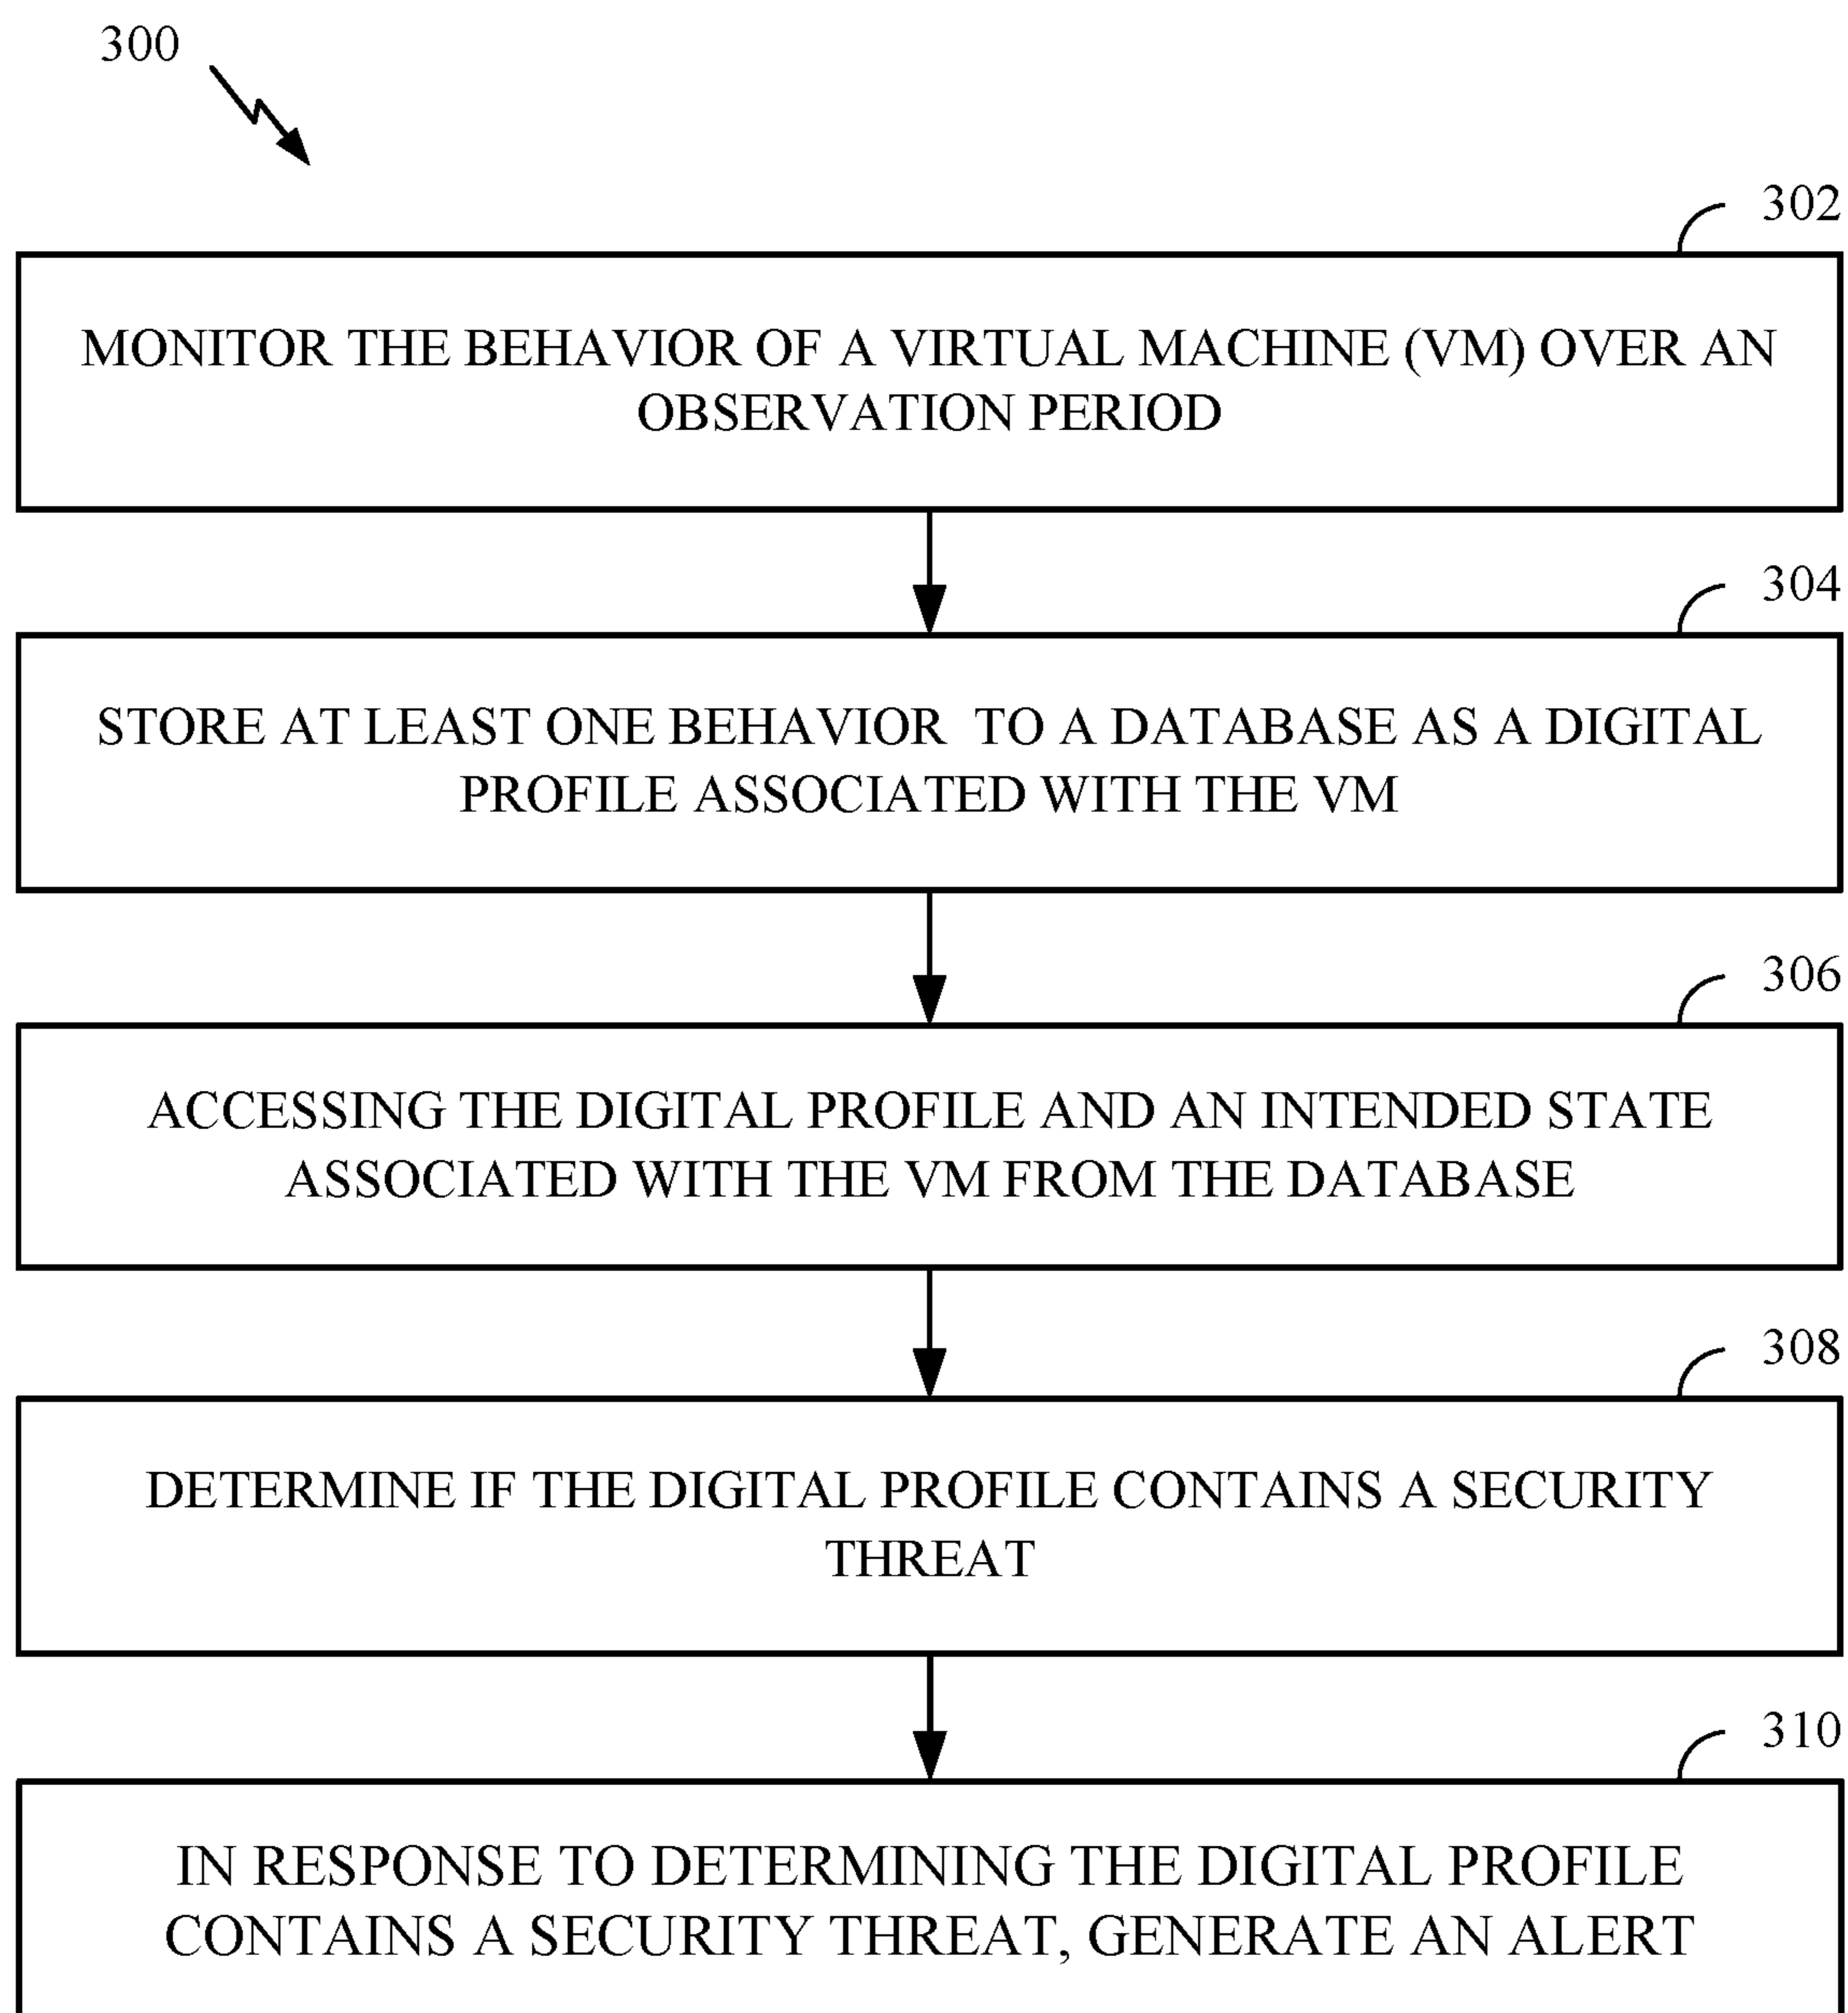 300
302
MONITOR THE BEHAVIOR OF A VIRTUAL MACHINE (VM) OVER AN
OBSERVATION PERIOD
304
STORE AT LEAST ONE BEHAVIOR TO A DATABASE AS A DIGITAL
PROFILE ASSOCIATED WITH THE VM
306
ACCESSING THE DIGITAL PROFILE AND AN INTENDED STATE
ASSOCIATED WITH THE VM FROM THE DATABASE
308
DETERMINE IF THE DIGITAL PROFILE CONTAINS A SECURITY
THREAT
310
IN RESPONSE TO DETERMINING THE DIGITAL PROFILE
CONTAINS A SECURITY THREAT, GENERATE AN ALERT